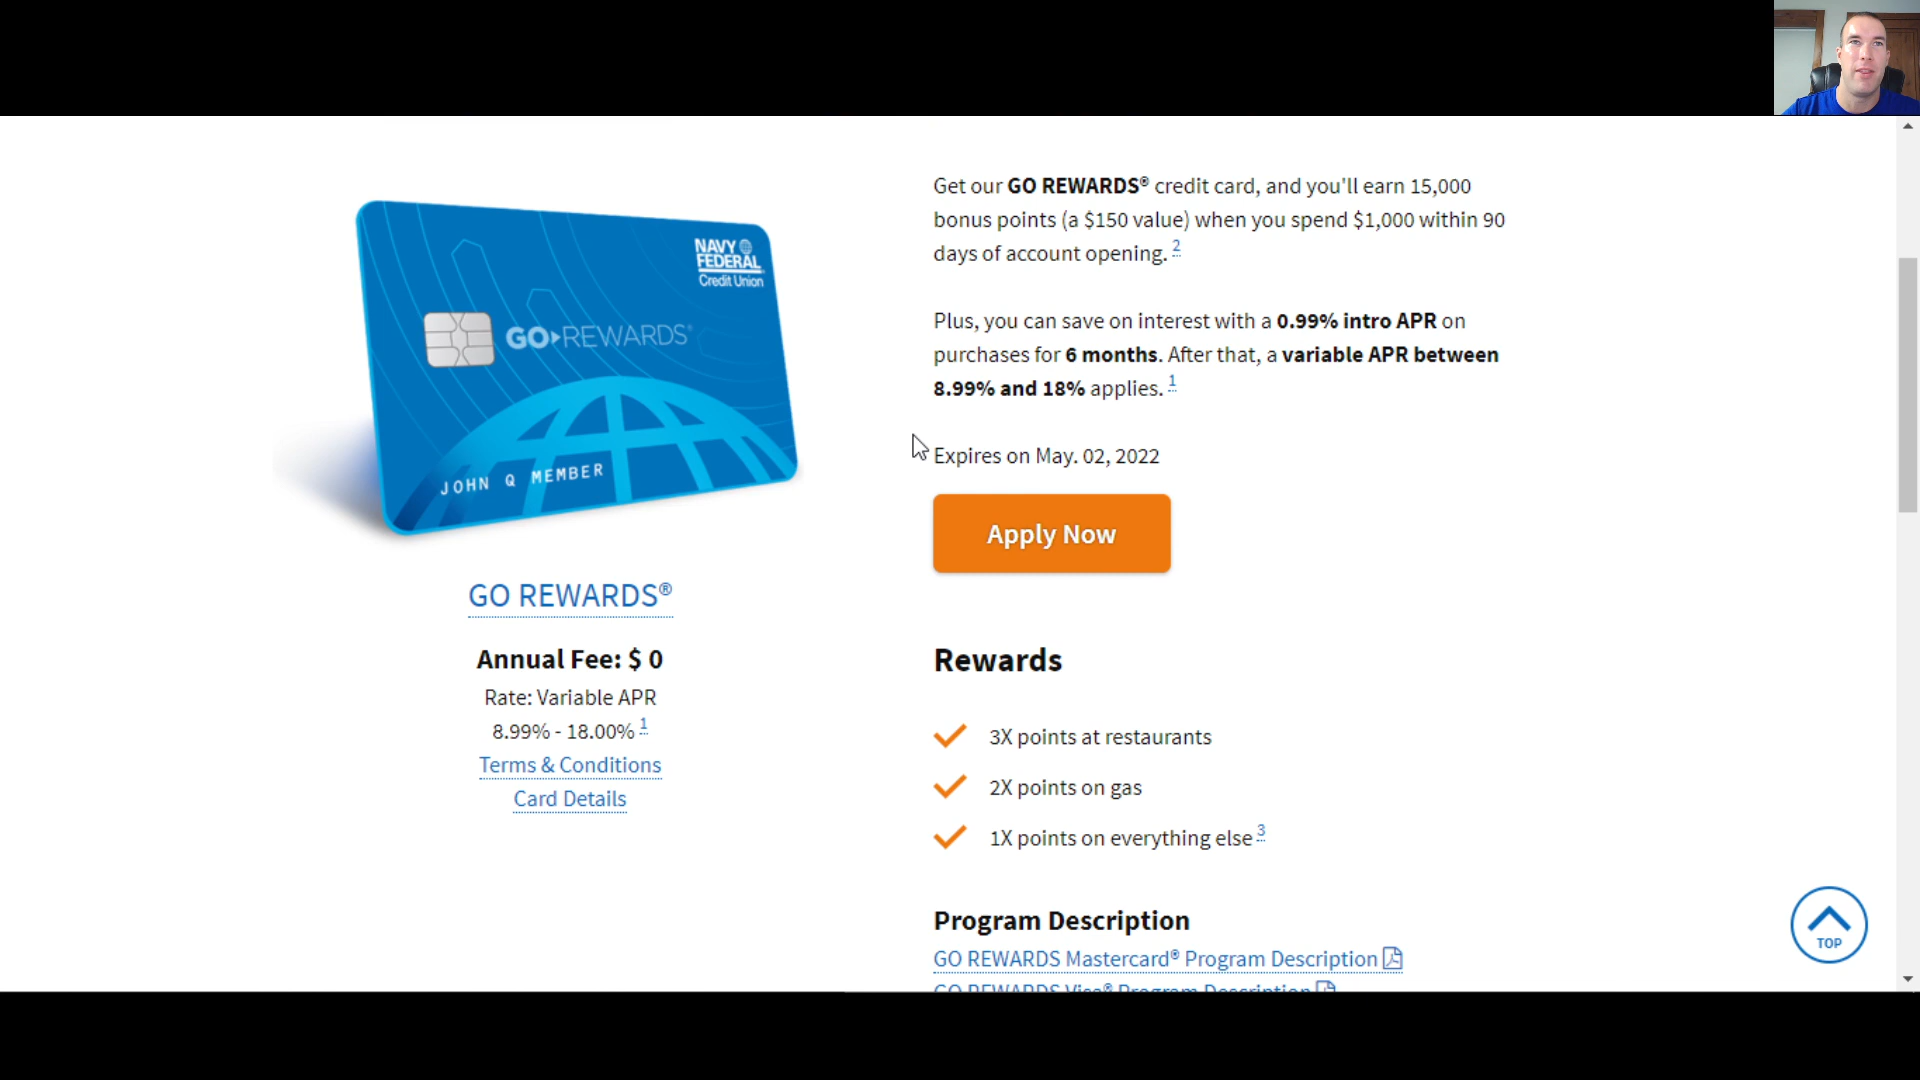 Get our GO REWARDS® credit card, and you'll earn 15,000
bonus points (a $150 value) when you spend $1,000 within 90
days of account opening. 2
Plus, you can save on interest with a 0.99% intro APR on
purchases for 6 months. After that, a variable APR between
8.99% and 18% applies. 1
Expires on May. 02, 2022
Apply Now
NAVY
FEDERAL
Credit Union
GO REWARDS®
JOHN Q MEMBER
GO REWARDS®
Annual Fee: $ 0
Rate: Variable APR
8.99% - 18.00% 1
Terms & Conditions
Card Details
Rewards
3X points at restaurants
2X points on gas
1X points on everything else 3
Program Description
GO REWARDS Mastercard® Program Description
GO REWARDS Visa® Program Description
TOP